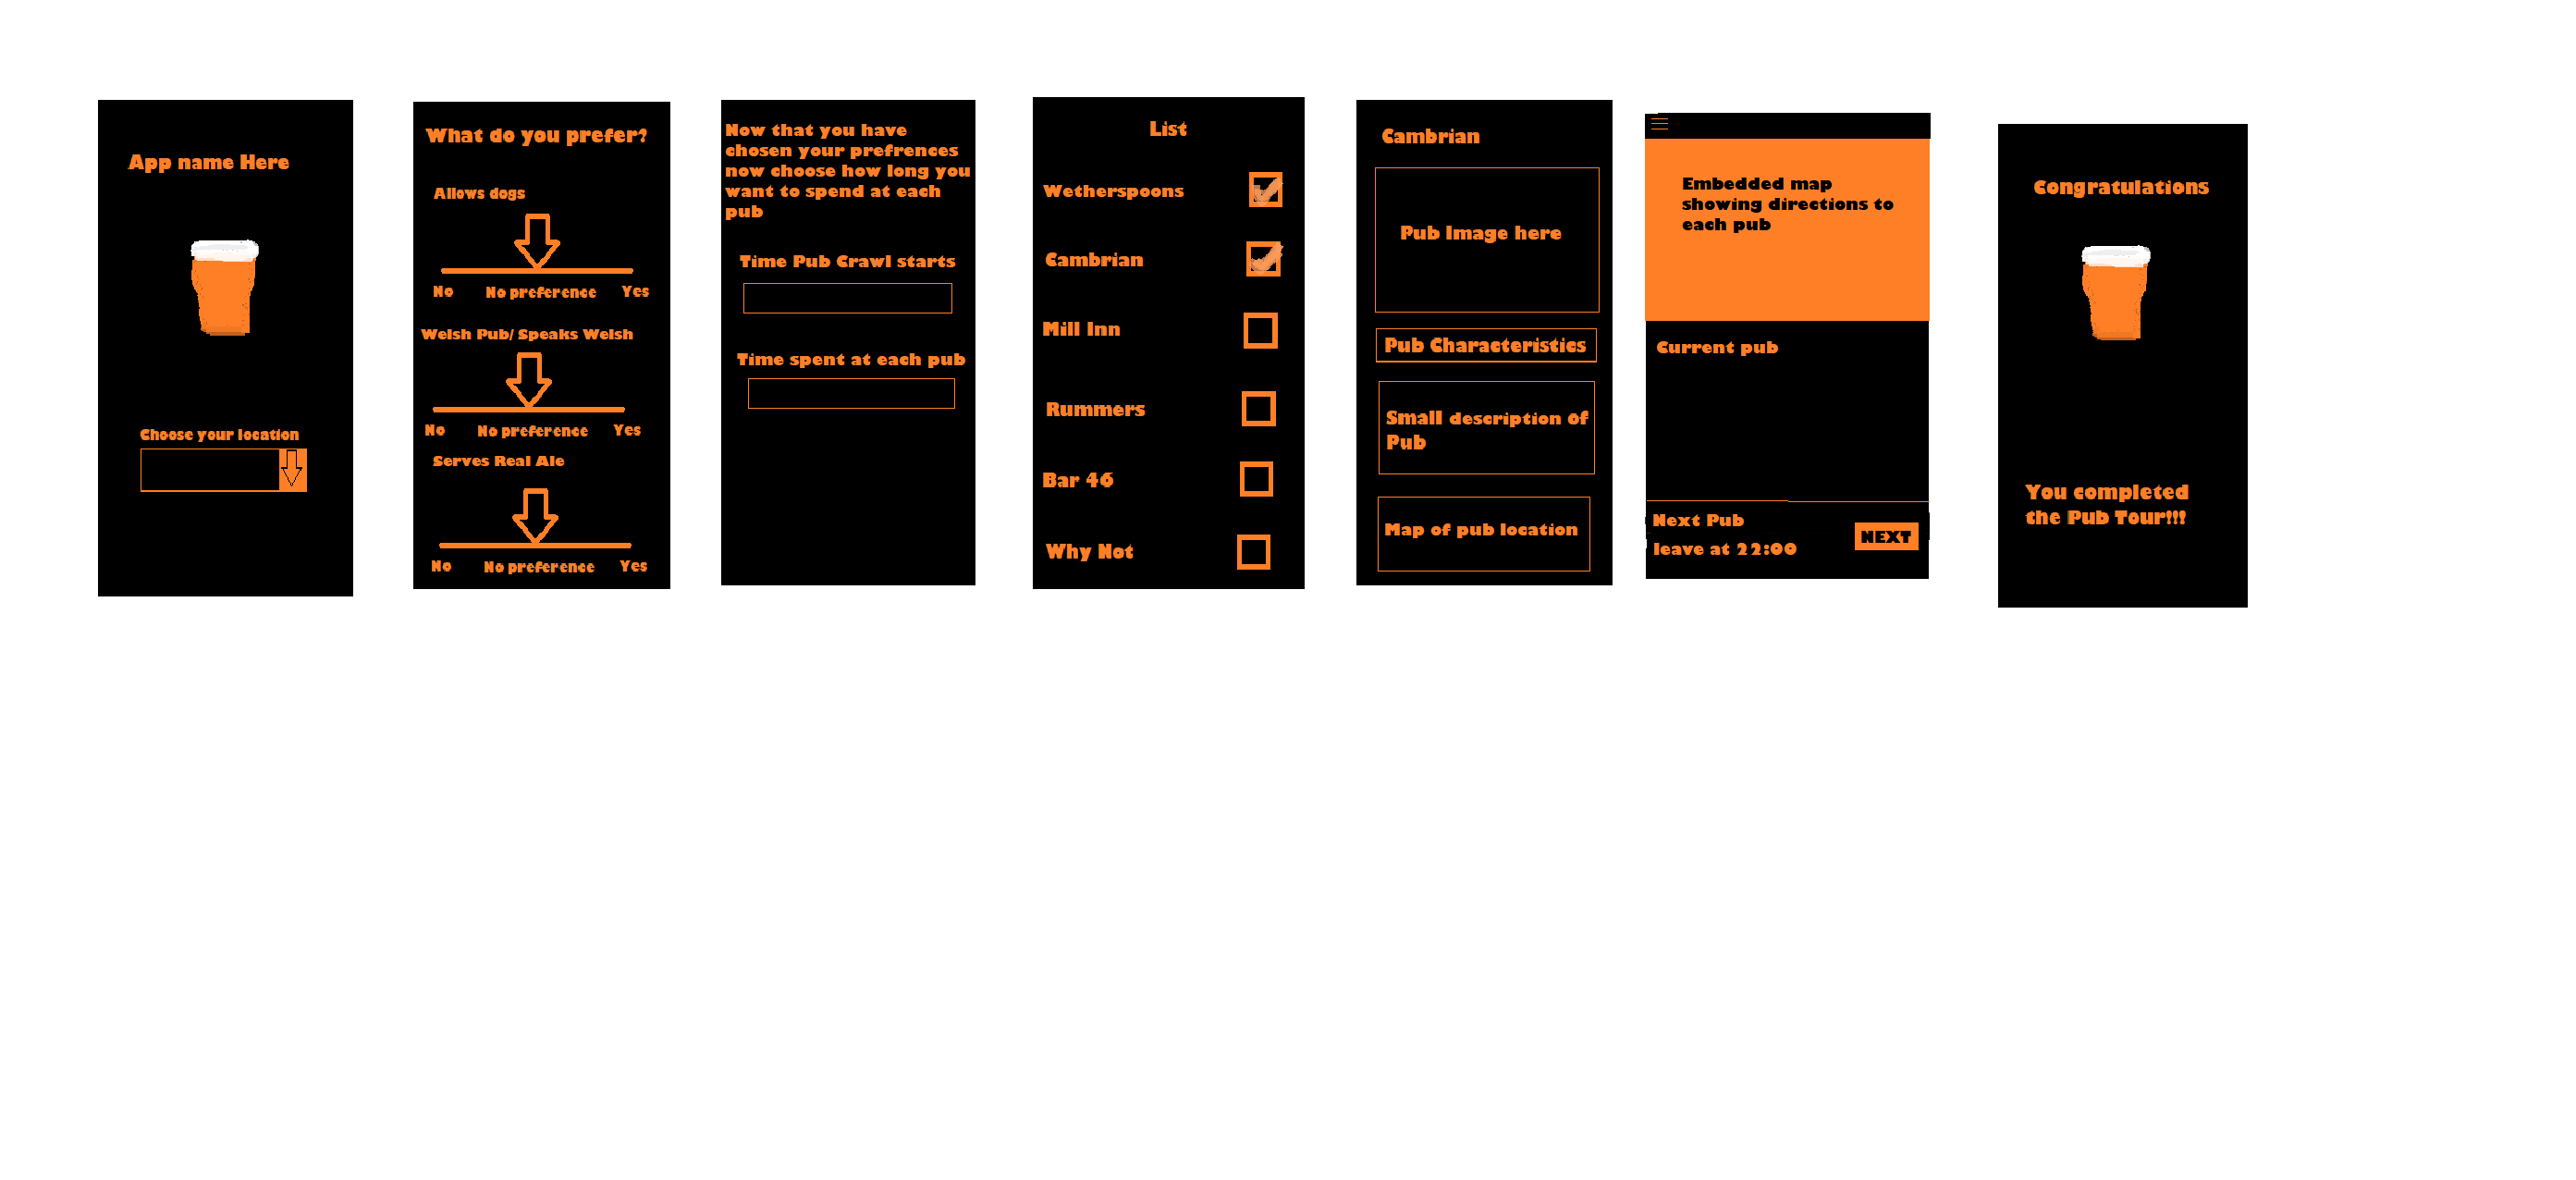 App name Here
Choose your location
What do you prefer?
Allows dogs
No No preference Yes
Welsh Pub/ Speaks Welsh
No No preference Yes
Serves Real Ale
No No preference Yes
Now that you have
chosen your prefrences
now choose how long you
want to spend at each
pub
Time Pub Crawl starts
Time spent at each pub
List
Wetherspoons
Cambrian
Mill Inn
Rummers
Bar 46
Why Not
Cambrian
Pub Image here
Pub Characteristics
Small description of
Pub
Map of pub location
Embedded map
showing directions to
each pub
Current pub
Next Pub
leave at 22:00
NEXT
Congratulations
You completed
the Pub Tour!!!